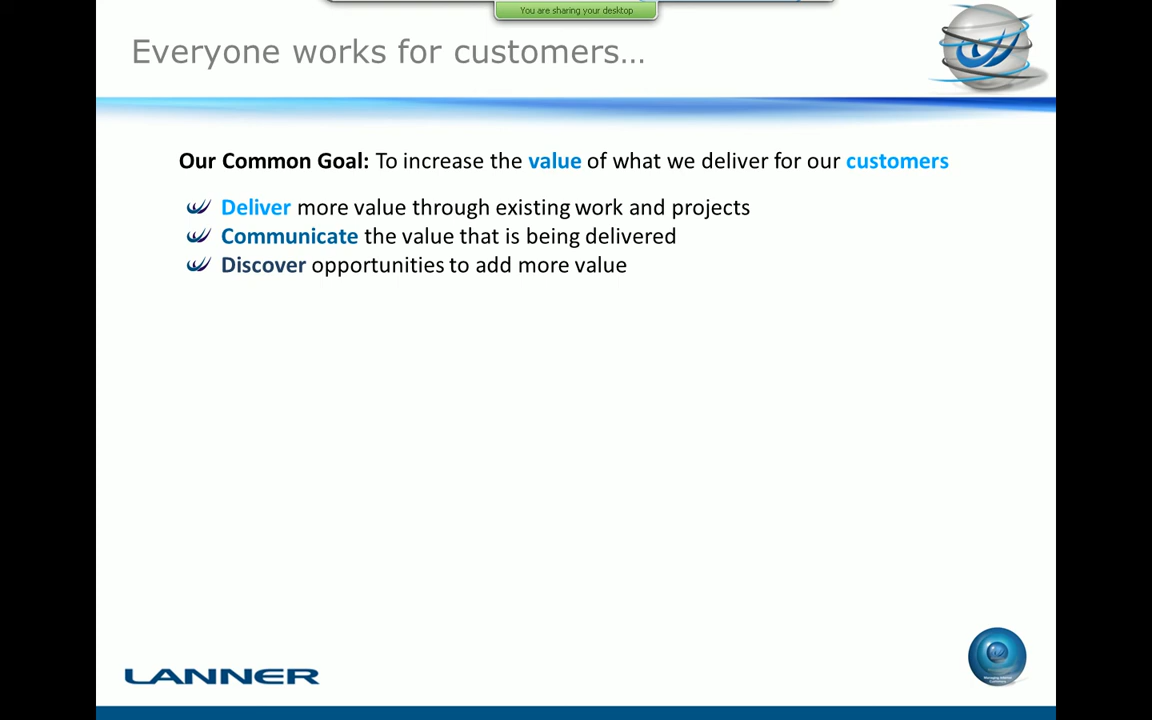 You are sharing your desktop
Everyone works for customers…
Our Common Goal: To increase the value of what we deliver for our customers
Deliver more value through existing work and projects
Communicate the value that is being delivered
Discover opportunities to add more value
LANNER